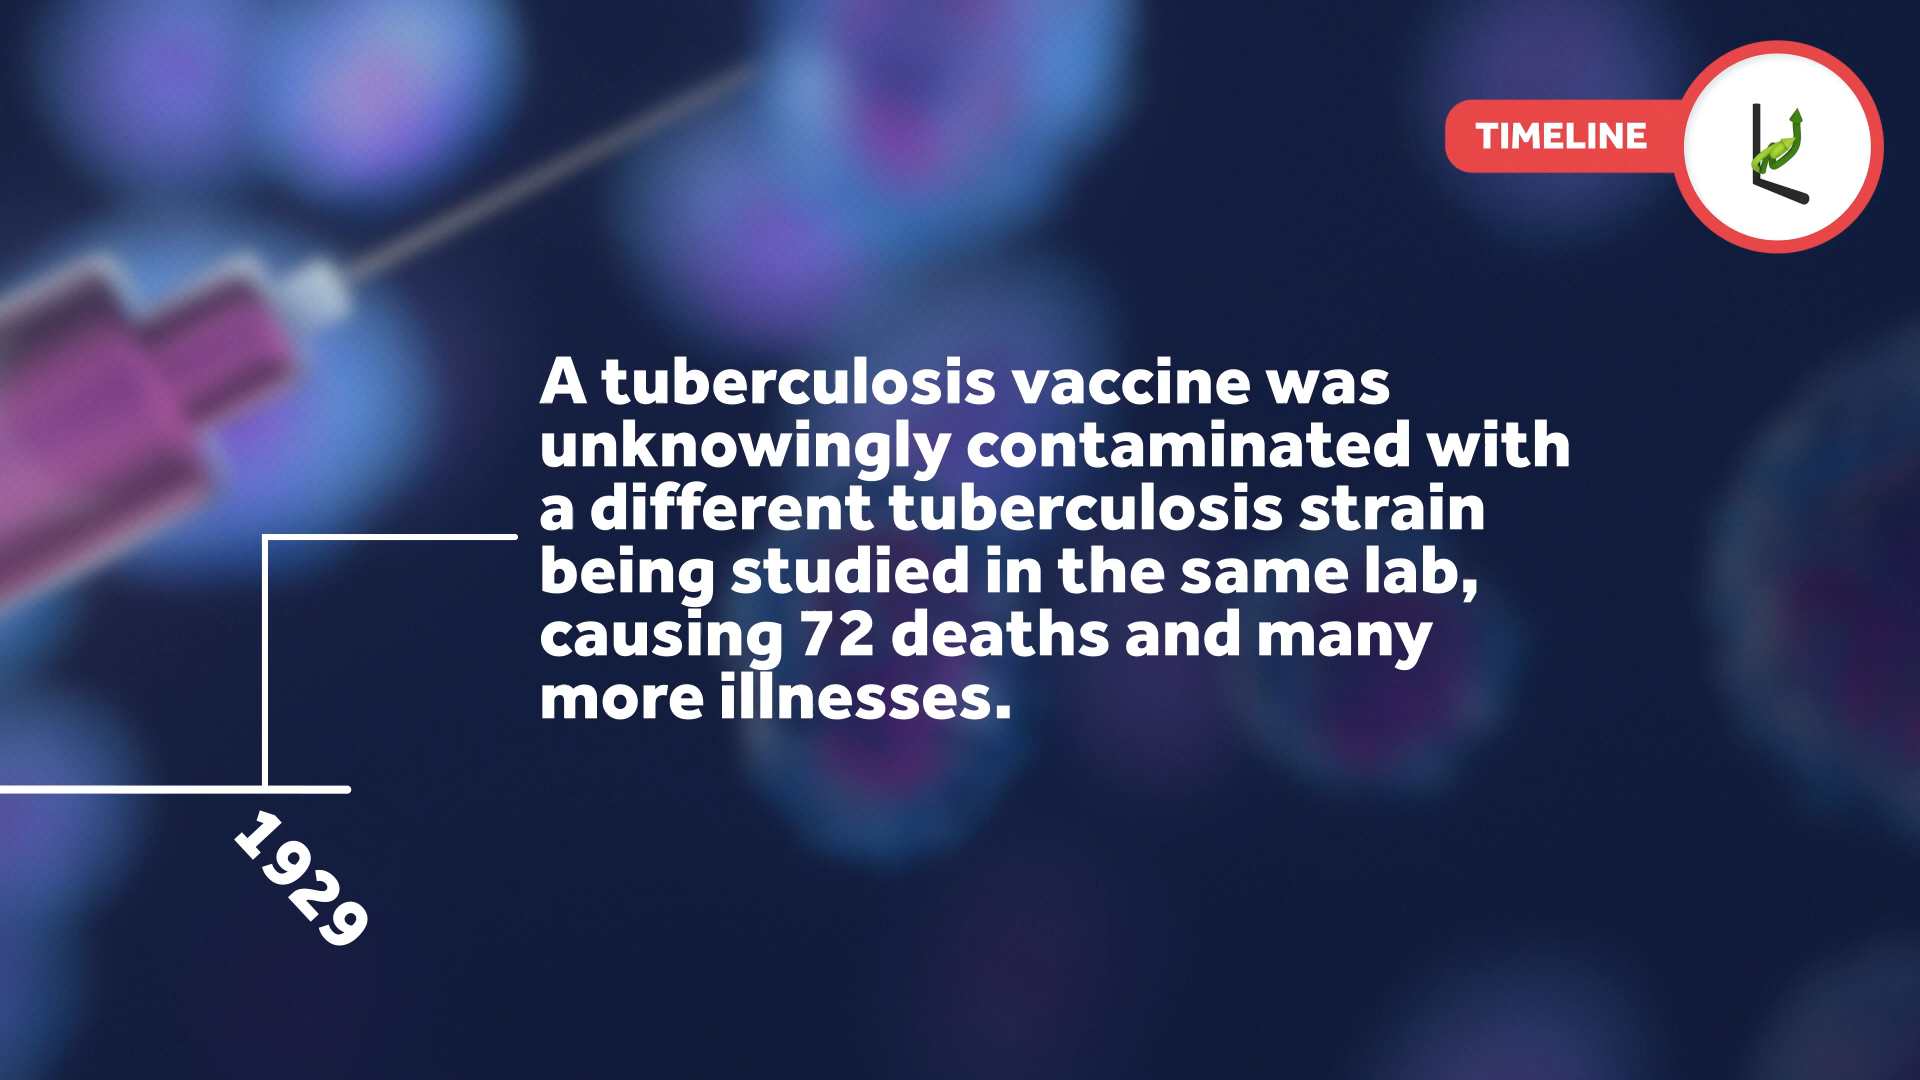 TIMELINE
A tuberculosis vaccine was
unknowingly contaminated with
a different tuberculosis strain
being studied in the same lab,
causing 72 deaths and many
more illnesses.
1929